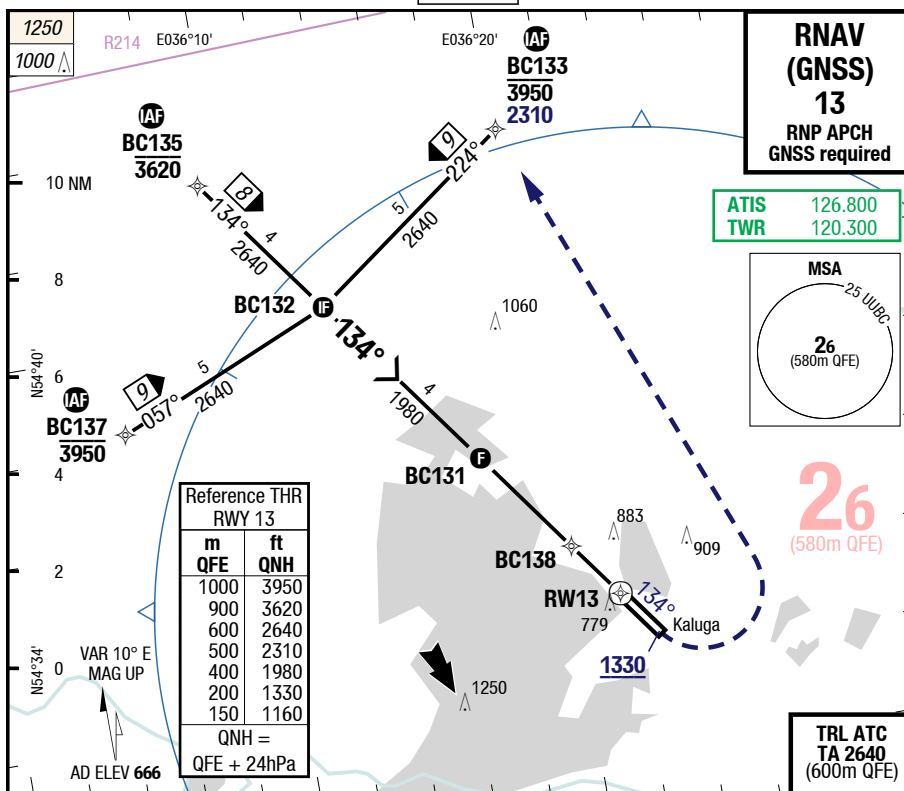 1250
1000
R214
E036°10'
E036°20'
IAF
BC133
3950
2310
RNAV
(GNSS)
13
RNP APCH
GNSS required
IAF
BC135
3620
9
224°
5
2640
10 NM
8
134°
4
2640
ATIS 126.800
TWR 120.300
MSA
25 UUBC
26
(580m QFE)
8
BC132
IF
134°
1060
N54°40'
6
5
9
057°
2640
4
1980
IAF
BC137
3950
4
BC131
F
26
(580m QFE)
Reference THR
RWY 13
m ft
QFE QNH
1000 3950
900 3620
600 2640
500 2310
400 1980
200 1330
150 1160
QNH =
QFE + 24hPa
883
909
BC138
2
RW13
134°
779
Kaluga
1330
N54°34'
0
VAR 10° E
MAG UP
1250
AD ELEV 666
TRL ATC
TA 2640
(600m QFE)